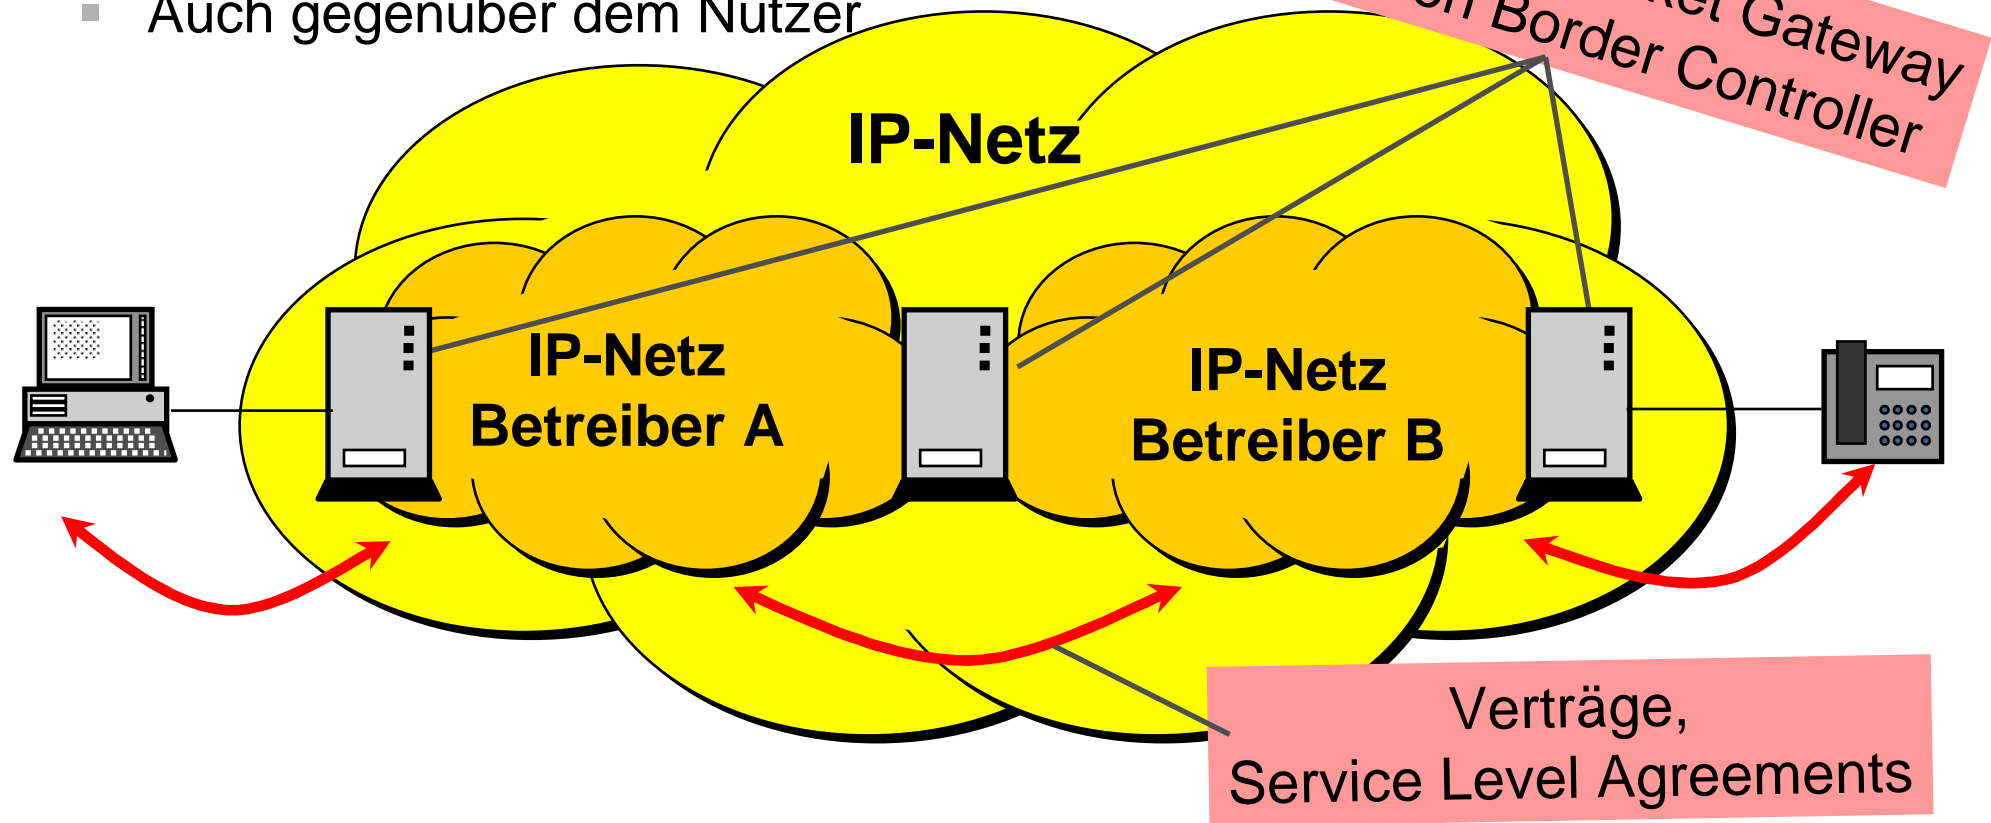 Auch gegenüber dem Nutzer
Gateway
Border Controller
IP-Netz
IP-Netz
Betreiber A
IP-Netz
Betreiber B
Verträge,
Service Level Agreements